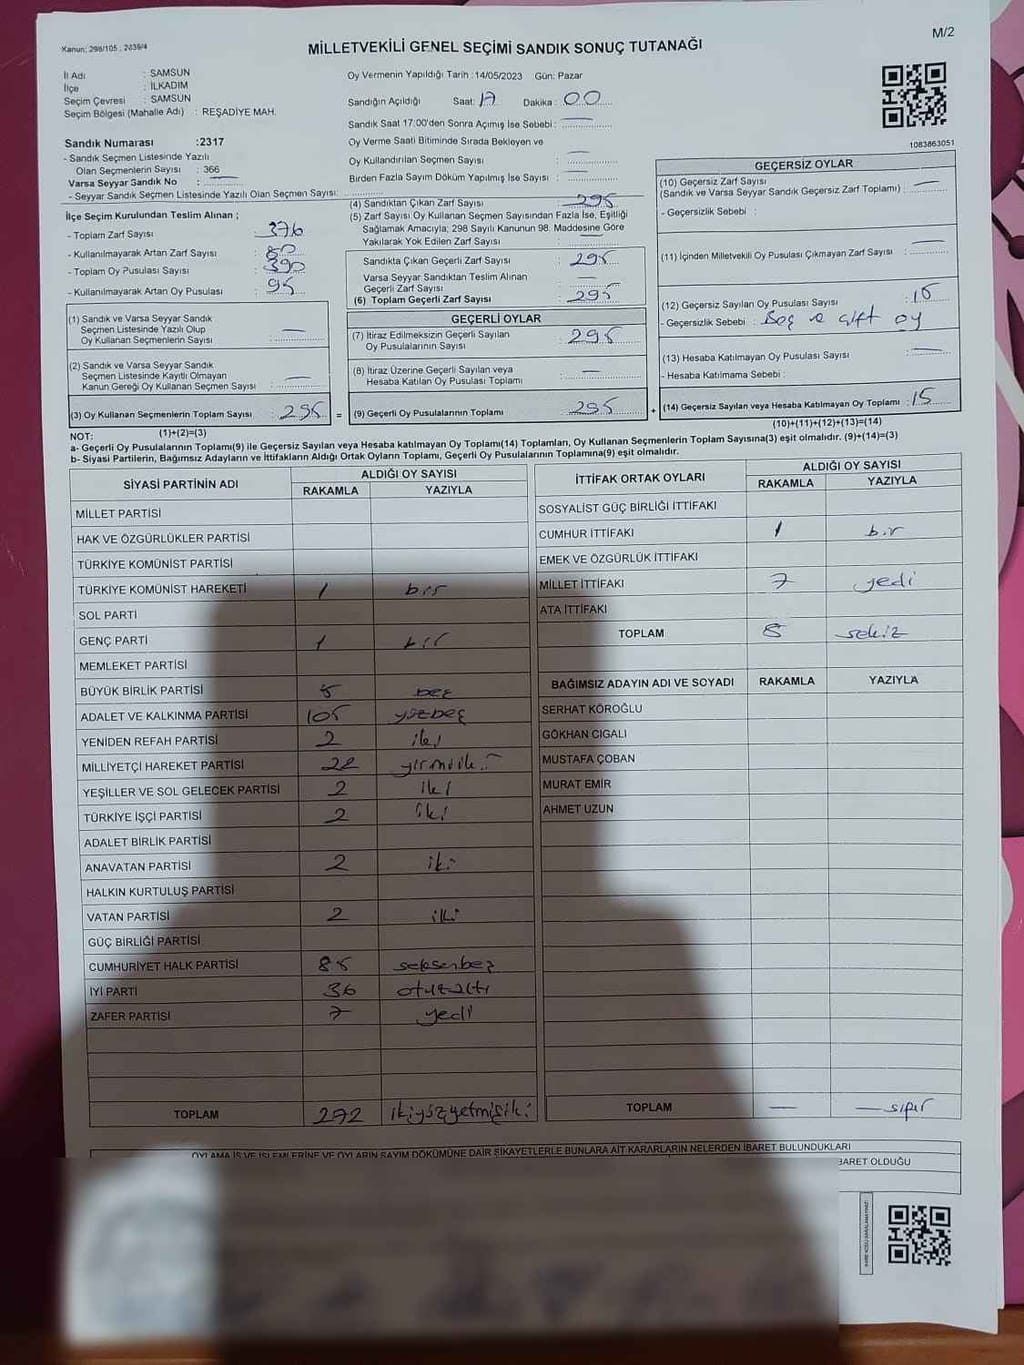 Kanun: 298/105 , 2839/4
M/2
MİLLETVEKİLİ GENEL SEÇİMİ SANDIK SONUÇ TUTANAĞI
İl Adı : SAMSUN
İlçe : İLKADIM
Seçim Çevresi : SAMSUN
Seçim Bölgesi (Mahalle Adı) : REŞADİYE MAH.
Oy Vermenin Yapıldığı Tarih : 14/05/2023 Gün: Pazar
Sandığın Açıldığı Saat: 17 Dakika : 00
Sandık Saat 17:00'den Sonra Açımış İse Sebebi : —
Oy Verme Saati Bitiminde Sırada Bekleyen ve
Oy Kullandırılan Seçmen Sayısı : —
Birden Fazla Sayım Döküm Yapılmış İse Sayısı : —
1083863051
Sandık Numarası :2317
- Sandık Seçmen Listesinde Yazılı
Olan Seçmenlerin Sayısı : 366
Varsa Seyyar Sandık No : —
- Seyyar Sandık Seçmen Listesinde Yazılı Olan Seçmen Sayısı:
İlçe Seçim Kurulundan Teslim Alınan ;
- Toplam Zarf Sayısı : 376
- Kullanılmayarak Artan Zarf Sayısı : 80
- Toplam Oy Pusulası Sayısı : 390
- Kullanılmayarak Artan Oy Pusulası : 95
(4) Sandıktan Çıkan Zarf Sayısı : 295
(5) Zarf Sayısı Oy Kullanan Seçmen Sayısından Fazla İse, Eşitliği
Sağlamak Amacıyla; 298 Sayılı Kanunun 98. Maddesine Göre
Yakılarak Yok Edilen Zarf Sayısı : —
Sandıkta Çıkan Geçerli Zarf Sayısı : 295
Varsa Seyyar Sandıktan Teslim Alınan
Geçerli Zarf Sayısı : —
(6) Toplam Geçerli Zarf Sayısı : 295
GEÇERSİZ OYLAR
(10) Geçersiz Zarf Sayısı
(Sandık ve Varsa Seyyar Sandık Geçersiz Zarf Toplamı) : —
- Geçersizlik Sebebi :
(11) İçinden Milletvekili Oy Pusulası Çıkmayan Zarf Sayısı : —
(12) Geçersiz Sayılan Oy Pusulası Sayısı : 15
- Geçersizlik Sebebi : Boş ve çift oy
(13) Hesaba Katılmayan Oy Pusulası Sayısı : —
- Hesaba Katılmama Sebebi :
(14) Geçersiz Sayılan veya Hesaba Katılmayan Oy Toplamı : 15
(10)+(11)+(12)+(13)=(14)
(1) Sandık ve Varsa Seyyar Sandık
Seçmen Listesinde Yazılı Olup
Oy Kullanan Seçmenlerin Sayısı : —
(2) Sandık ve Varsa Seyyar Sandık
Seçmen Listesinde Kayıtlı Olmayan
Kanun Gereği Oy Kullanan Seçmen Sayısı : —
(3) Oy Kullanan Seçmenlerin Toplam Sayısı : 295 =
(1)+(2)=(3)
GEÇERLİ OYLAR
(7) İtiraz Edilmeksizin Geçerli Sayılan
Oy Pusulalarının Sayısı : 295
(8) İtiraz Üzerine Geçerli Sayılan veya
Hesaba Katılan Oy Pusulası Toplamı : —
(9) Geçerli Oy Pusulalarının Toplamı : 295 +
NOT:
a- Geçerli Oy Pusulaları Toplamı(9) ile Geçersiz Sayılan veya Hesaba katılmayan Oy Toplamı(14) Toplamları, Oy Kullanan Seçmenlerin Toplam Sayısına(3) eşit olmalıdır. (9)+(14)=(3)
b- Siyasi Partilerin, Bağımsız Adayların ve İttifakların Aldığı Ortak Oyların Toplamı, Geçerli Oy Pusulalarının Toplamına(9) eşit olmalıdır.
SİYASİ PARTİNİN ADI ALDIĞI OY SAYISI
RAKAMLA YAZIYLA
MİLLET PARTİSİ
HAK VE ÖZGÜRLÜKLER PARTİSİ
TÜRKİYE KOMÜNİST PARTİSİ
TÜRKİYE KOMÜNİST HAREKETİ 1 bir
SOL PARTİ
GENÇ PARTİ 1 bir
MEMLEKET PARTİSİ
BÜYÜK BİRLİK PARTİSİ 5 beş
ADALET VE KALKINMA PARTİSİ 105 yüzbeş
YENİDEN REFAH PARTİSİ 2 iki
MİLLİYETÇİ HAREKET PARTİSİ 22 yirmiiki
YEŞİLLER VE SOL GELECEK PARTİSİ 2 iki
TÜRKİYE İŞÇİ PARTİSİ 2 iki
ADALET BİRLİK PARTİSİ
ANAVATAN PARTİSİ 2 iki
HALKIN KURTULUŞ PARTİSİ
VATAN PARTİSİ 2 iki
GÜÇ BİRLİĞİ PARTİSİ
CUMHURİYET HALK PARTİSİ 85 seksenbeş
İYİ PARTİ 36 otuzaltı
ZAFER PARTİSİ 7 yedi
TOPLAM 272 ikiyüzyetmişiki
İTTİFAK ORTAK OYLARI ALDIĞI OY SAYISI
RAKAMLA YAZIYLA
SOSYALİST GÜÇ BİRLİĞİ İTTİFAKI
CUMHUR İTTİFAKI 1 bir
EMEK VE ÖZGÜRLÜK İTTİFAKI
MİLLET İTTİFAKI 7 yedi
ATA İTTİFAKI
TOPLAM 8 sekiz
BAĞIMSIZ ADAYIN ADI VE SOYADI RAKAMLA YAZIYLA
SERHAT KÖROĞLU
GÖKHAN CIGALI
MUSTAFA ÇOBAN
MURAT EMİR
AHMET UZUN
TOPLAM — — sıfır
OYLAMA İŞ VE İŞLEMLERİNE VE OYLARIN SAYIM DÖKÜMÜNE DAİR ŞİKAYETLERLE BUNLARA AİT KARARLARIN NELERDEN İBARET BULUNDUKLARI
BARET OLDUĞU